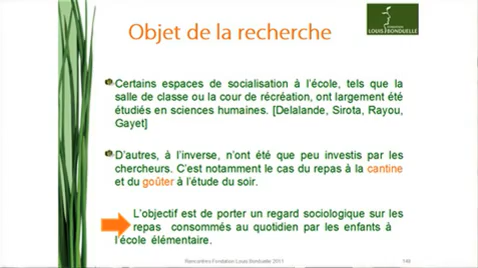 Objet de la recherche
FONDATION
LOUIS BONDUELLE
Certains espaces de socialisation à l'école, tels que la
salle de classe ou la cour de récréation, ont largement été
étudiés en sciences humaines. [Delalande, Sirota, Rayou,
Gayet]
D'autres, à l'inverse, n'ont été que peu investis par les
chercheurs. C'est notamment le cas du repas à la cantine
et du goûter à l'étude du soir.
L'objectif est de porter un regard sociologique sur les
repas consommés au quotidien par les enfants à
l'école élémentaire.
Rencontres Fondation Louis Bonduelle 2011